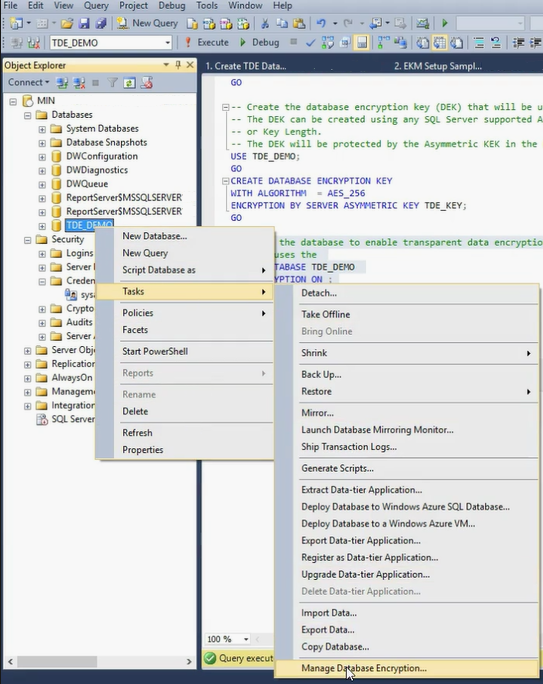 File Edit View Query Project Debug Tools Window Help
New Query
TDE_DEMO
Execute
Debug
Object Explorer
Connect
MIN
Databases
System Databases
Database Snapshots
DWConfiguration
DWDiagnostics
DWQueue
ReportServer$MSSQLSERVER
ReportServer$MSSQLSERVER
TDE_DEMO
Security
Logins
Server
Creden
sysa
Crypto
Audits
Server A
Server Obj
Replication
AlwaysOn
Manageme
Integration
SQL Server
1. Create TDE Data...
2. EKM Setup Sampl...
GO
-- Create the database encryption key (DEK) that will be u
-- The DEK can be created using any SQL Server supported A
-- or Key Length.
-- The DEK will be protected by the Asymmetric KEK in the
USE TDE_DEMO;
GO
CREATE DATABASE ENCRYPTION KEY
WITH ALGORITHM = AES_256
ENCRYPTION BY SERVER ASYMMETRIC KEY TDE_KEY;
GO
the database to enable transparent data encryptio
uses the
TABASE TDE_DEMO
YPTION ON ;
New Database...
New Query
Script Database as
Tasks
Policies
Facets
Start PowerShell
Reports
Rename
Delete
Refresh
Properties
Detach...
Take Offline
Bring Online
Shrink
Back Up...
Restore
Mirror...
Launch Database Mirroring Monitor...
Ship Transaction Logs...
Generate Scripts...
Extract Data-tier Application...
Deploy Database to Windows Azure SQL Database...
Deploy Database to a Windows Azure VM...
Export Data-tier Application...
Register as Data-tier Application...
Upgrade Data-tier Application...
Delete Data-tier Application...
Import Data...
Export Data...
Copy Database...
Manage Database Encryption...
100 %
Query execut